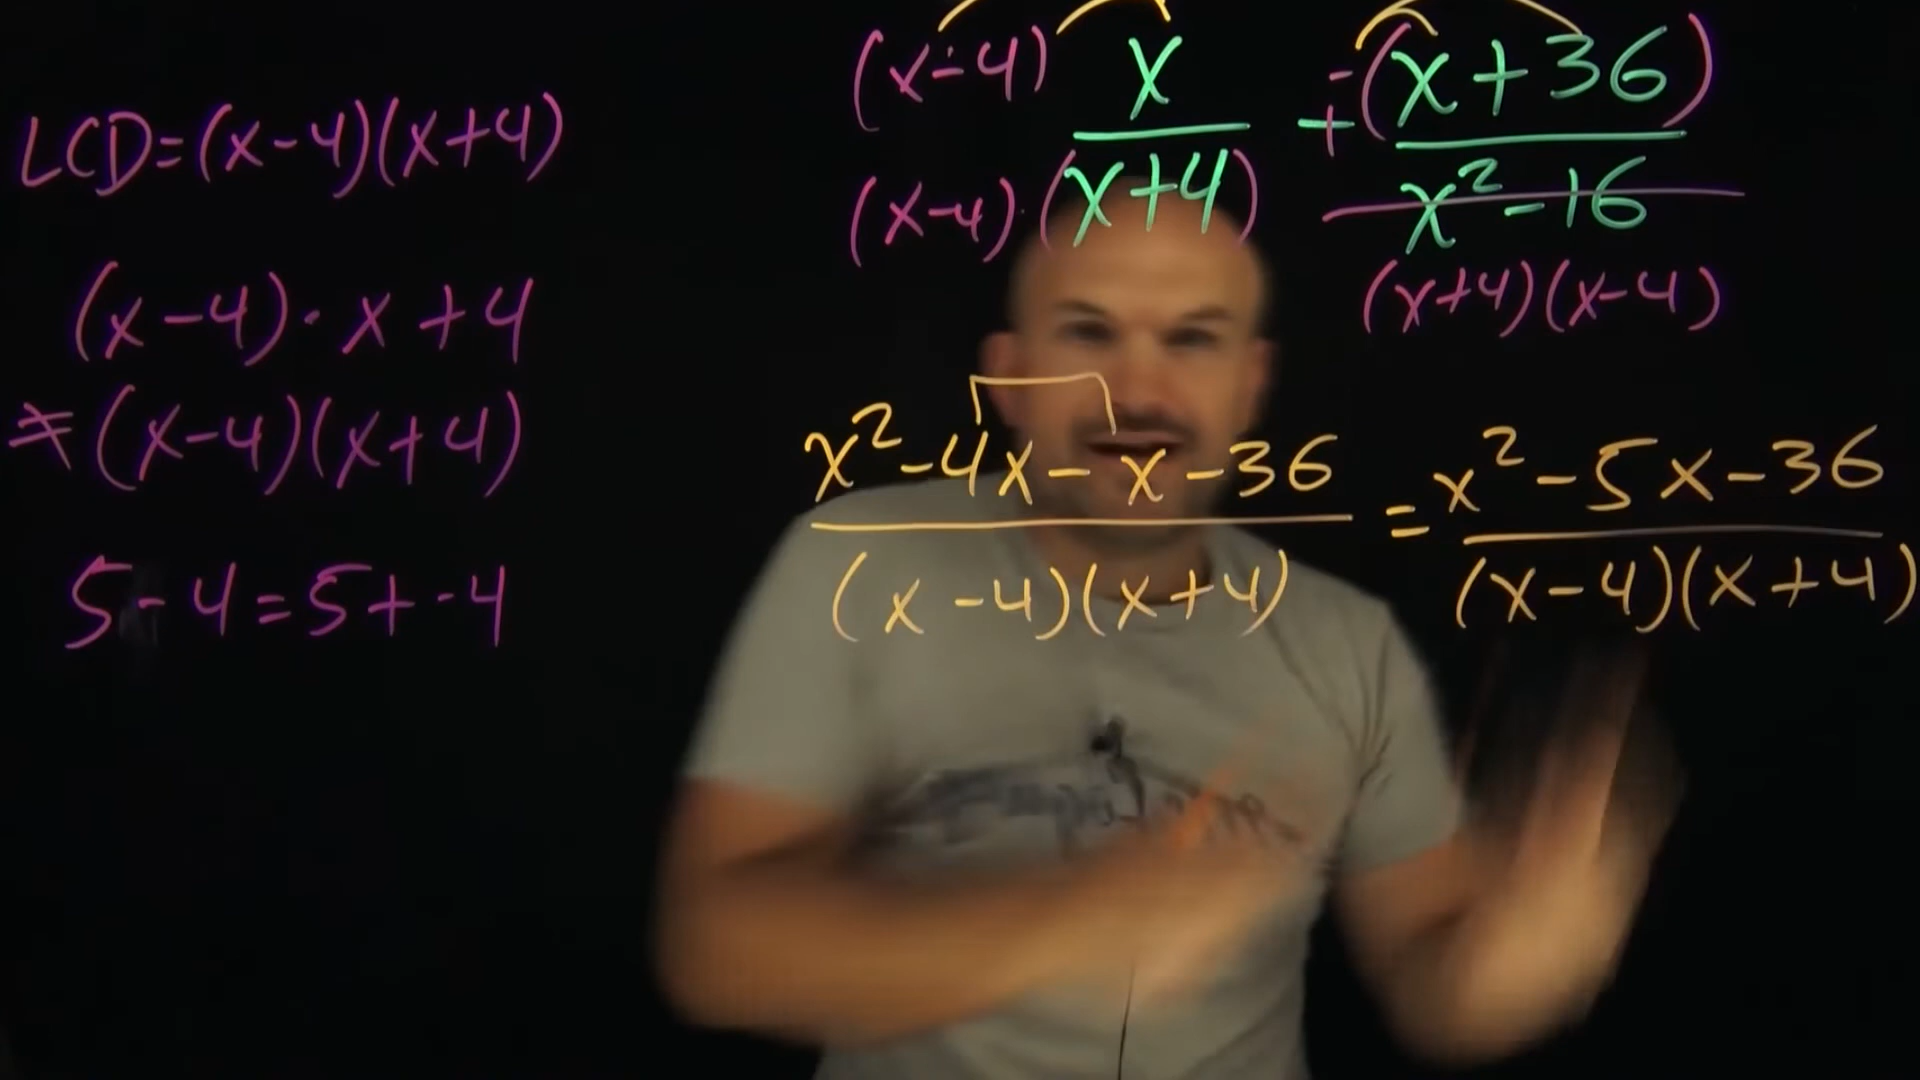 LCD=(x-4)(x+4)
(x-4)·x+4
≠(x-4)(x+4)
5-4=5+-4
(x-4) x +-(x+36)
(x-4)·(x+4) x²-16
(x+4)(x-4)
x²-4x-x-36 = x²-5x-36
(x-4)(x+4) (x-4)(x+4)